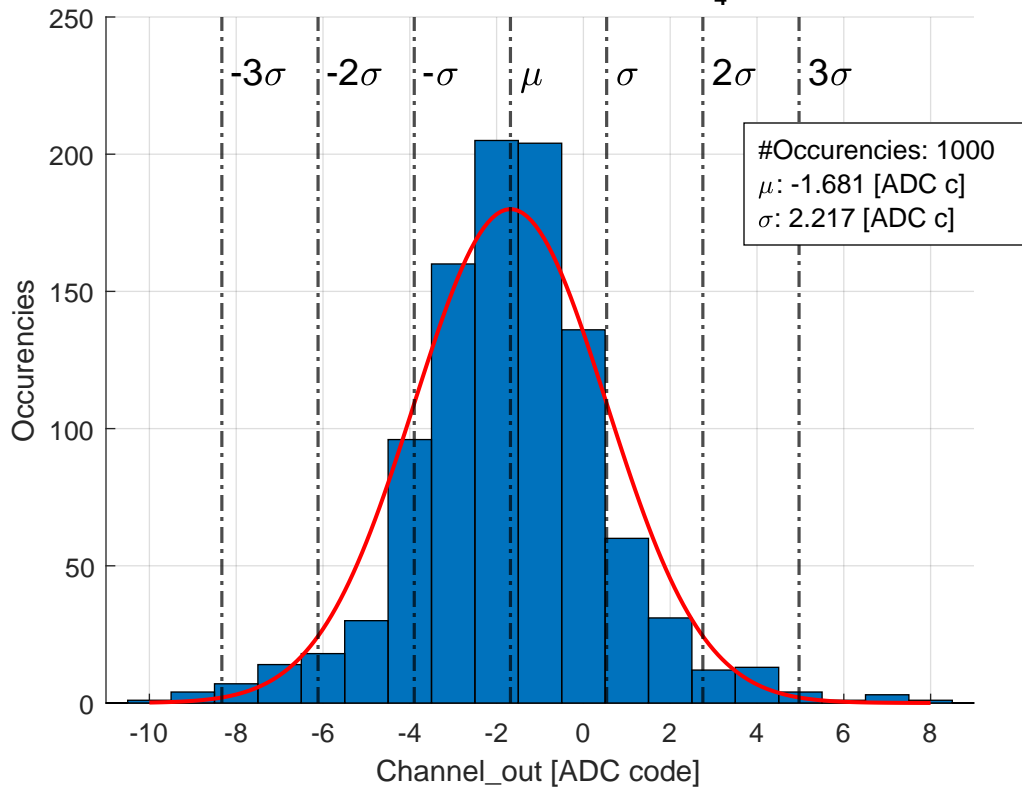 4
250
200
150
100
50
0
Occurencies
-3σ -2σ -σ μ σ 2σ 3σ
#Occurencies: 1000
μ: -1.681 [ADC c]
σ: 2.217 [ADC c]
-10 -8 -6 -4 -2 0 2 4 6 8
Channel_out [ADC code]